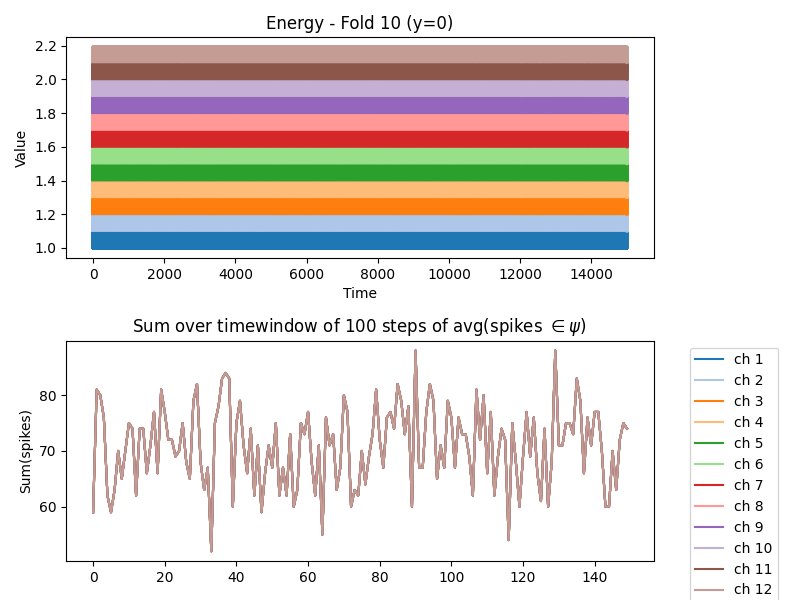 Energy - Fold 10 (y=0)
Value
2.2
2.0
1.8
1.6
1.4
1.2
1.0
0 2000 4000 6000 8000 10000 12000 14000
Time
Sum over timewindow of 100 steps of avg(spikes ∈ ψ)
Sum(spikes)
80
70
60
0 20 40 60 80 100 120 140
ch 1
ch 2
ch 3
ch 4
ch 5
ch 6
ch 7
ch 8
ch 9
ch 10
ch 11
ch 12